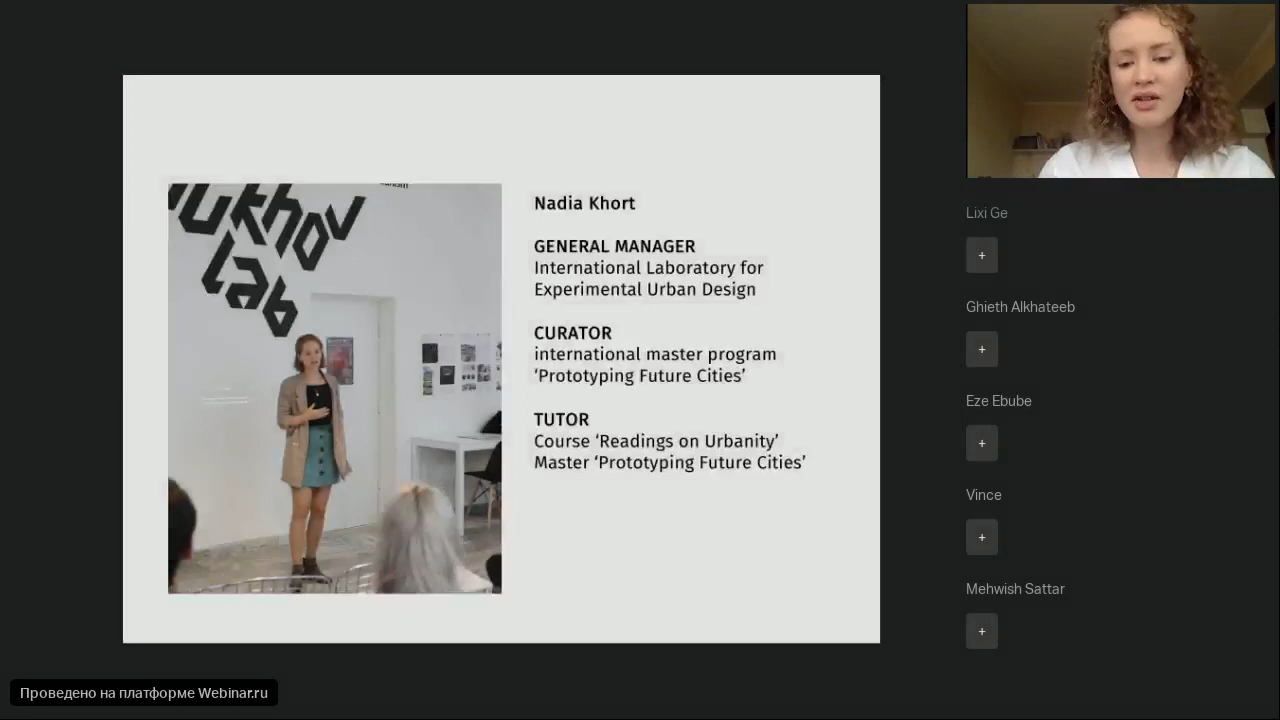 ukhov
lab
Nadia Khort
GENERAL MANAGER
International Laboratory for
Experimental Urban Design
CURATOR
international master program
‘Prototyping Future Cities’
TUTOR
Course ‘Readings on Urbanity’
Master ‘Prototyping Future Cities’
Lixi Ge
+
Ghieth Alkhateeb
+
Eze Ebube
+
Vince
+
Mehwish Sattar
+
Проведено на платформе Webinar.ru